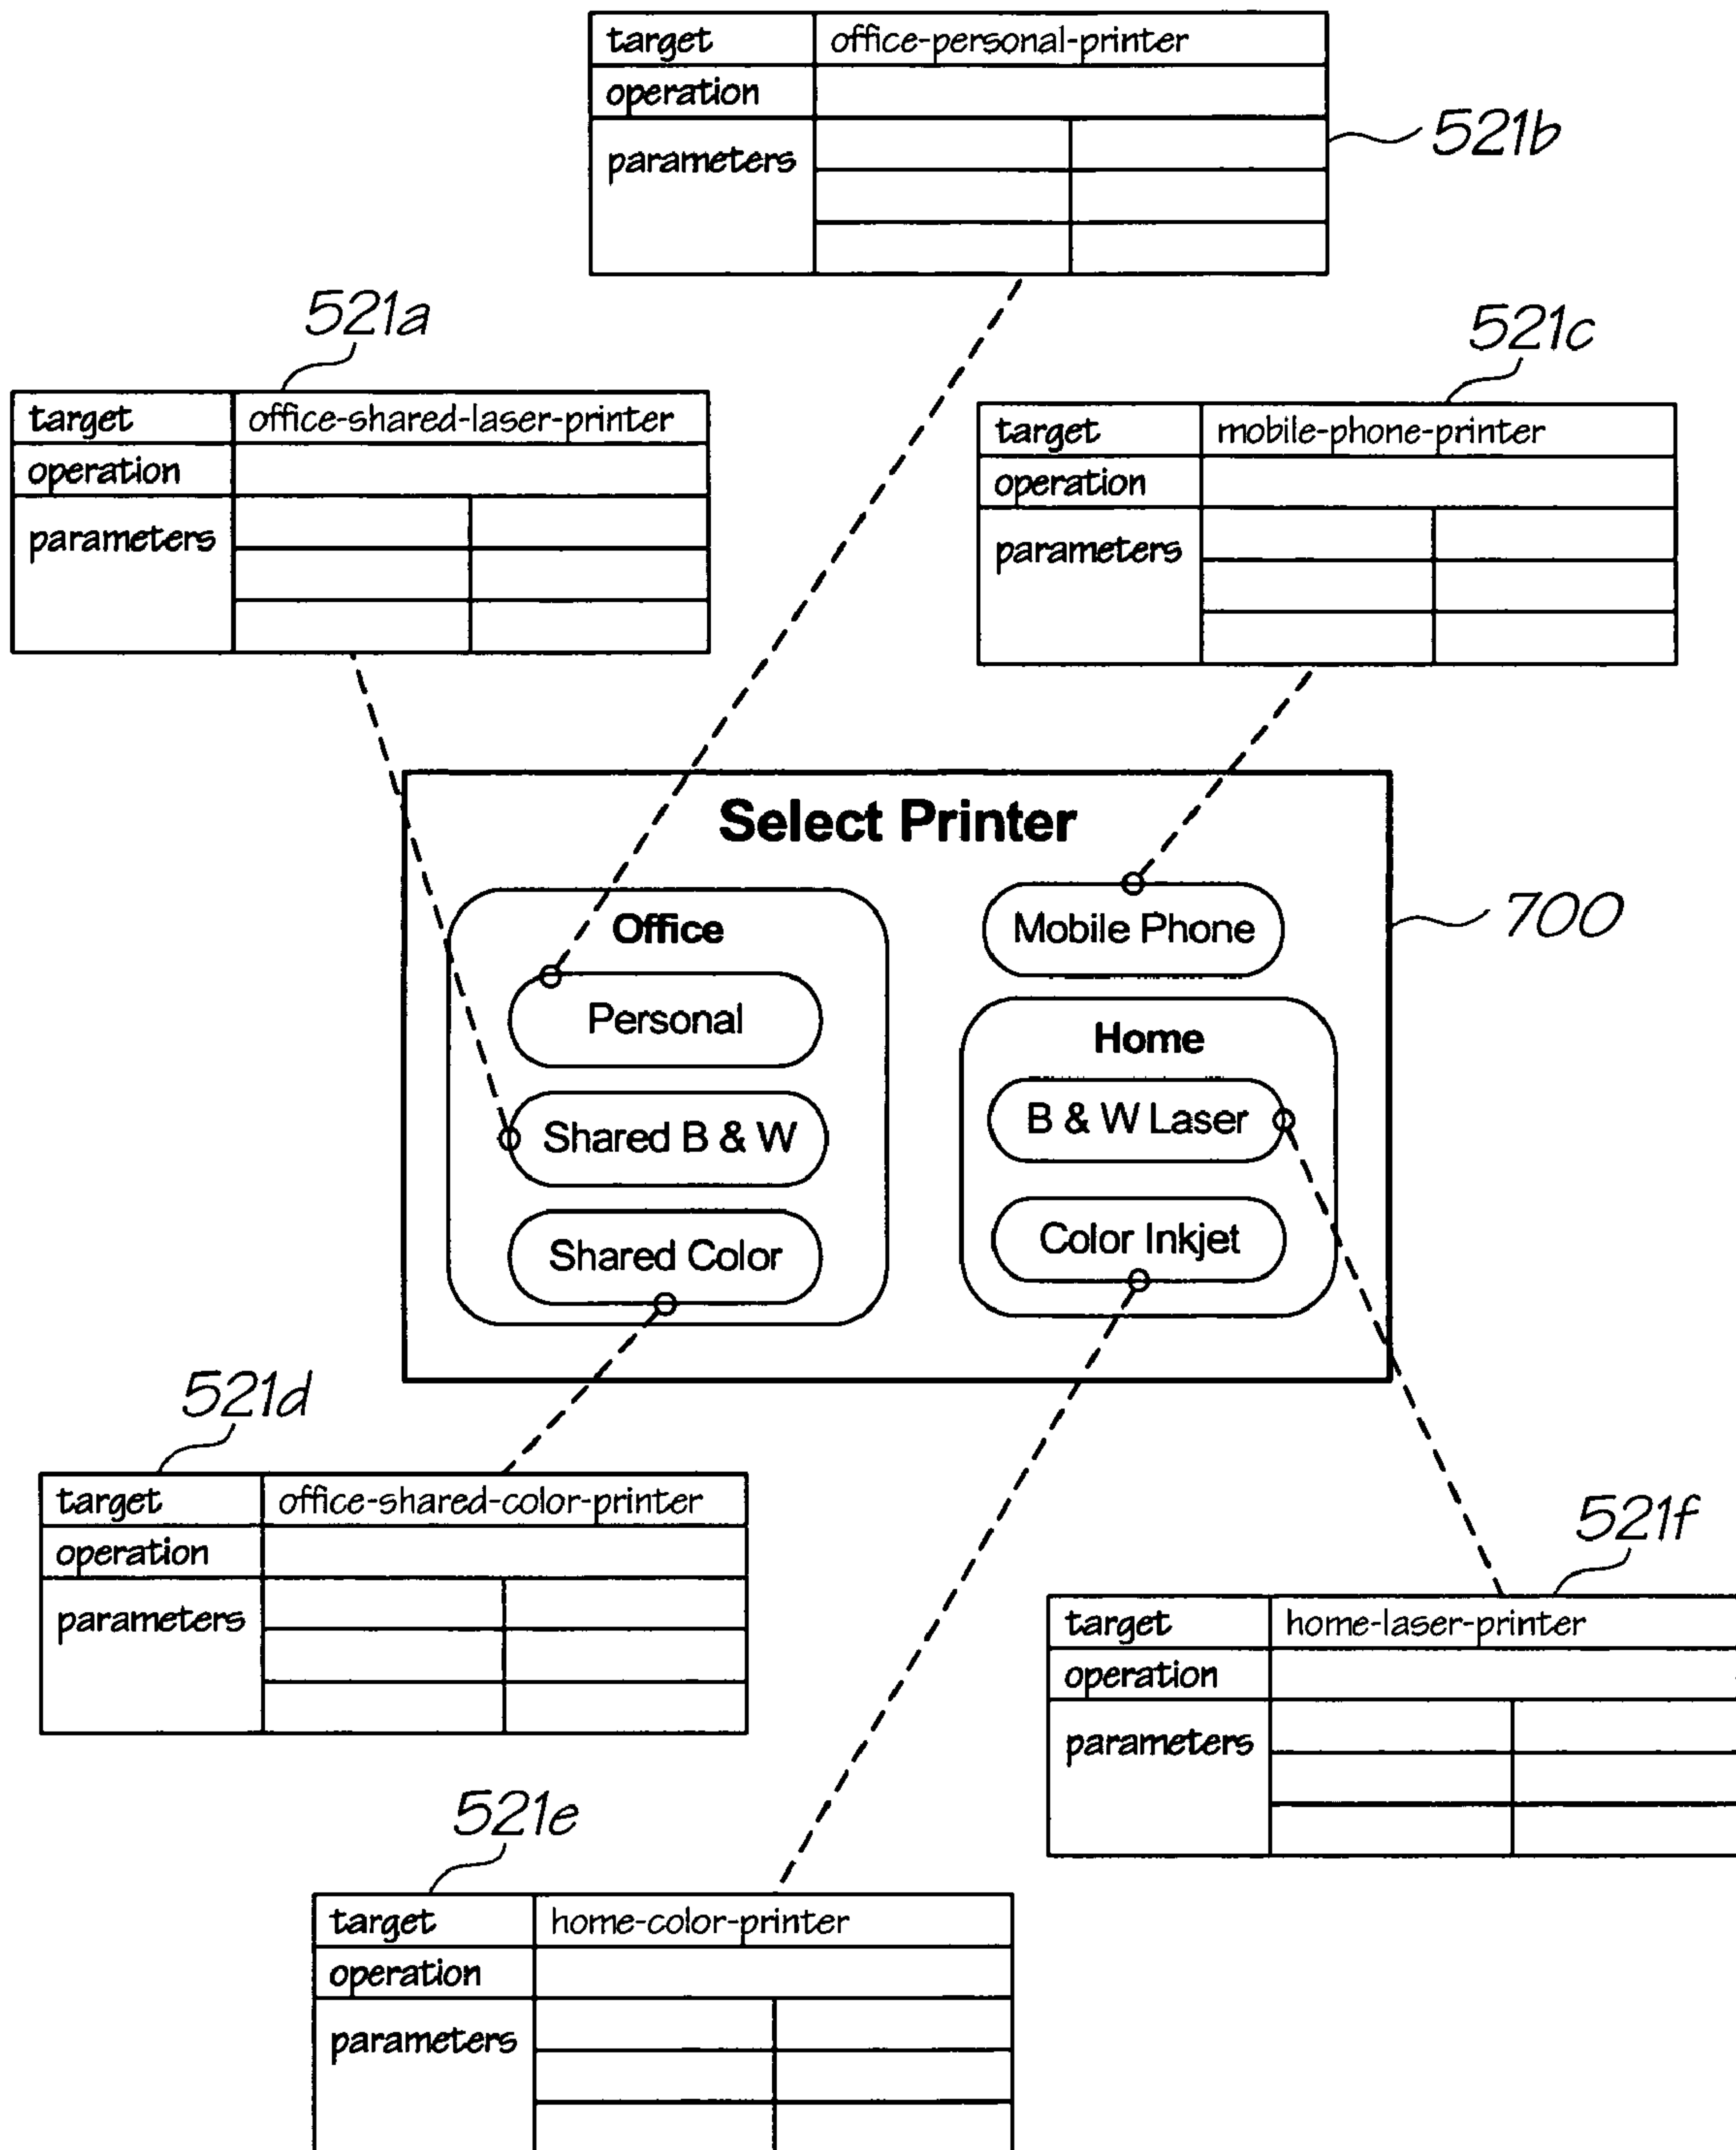 target office-personal-printer
operation
parameters
521b
521a
target office-shared-laser-printer
operation
parameters
521c
target mobile-phone-printer
operation
parameters
Select Printer
700
Office
Personal
Shared B & W
Shared Color
Mobile Phone
Home
B & W Laser
Color Inkjet
521d
target office-shared-color-printer
operation
parameters
521f
target home-laser-printer
operation
parameters
521e
target home-color-printer
operation
parameters